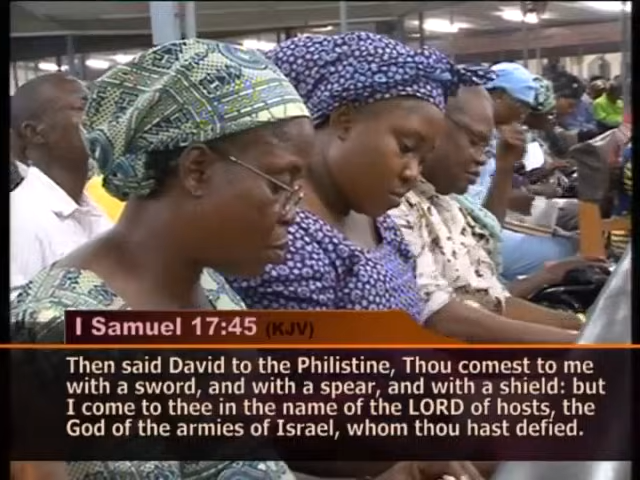 I Samuel 17:45 (KJV)
Then said David to the Philistine, Thou comest to me
with a sword, and with a spear, and with a shield: but
I come to thee in the name of the LORD of hosts, the
God of the armies of Israel, whom thou hast defied.